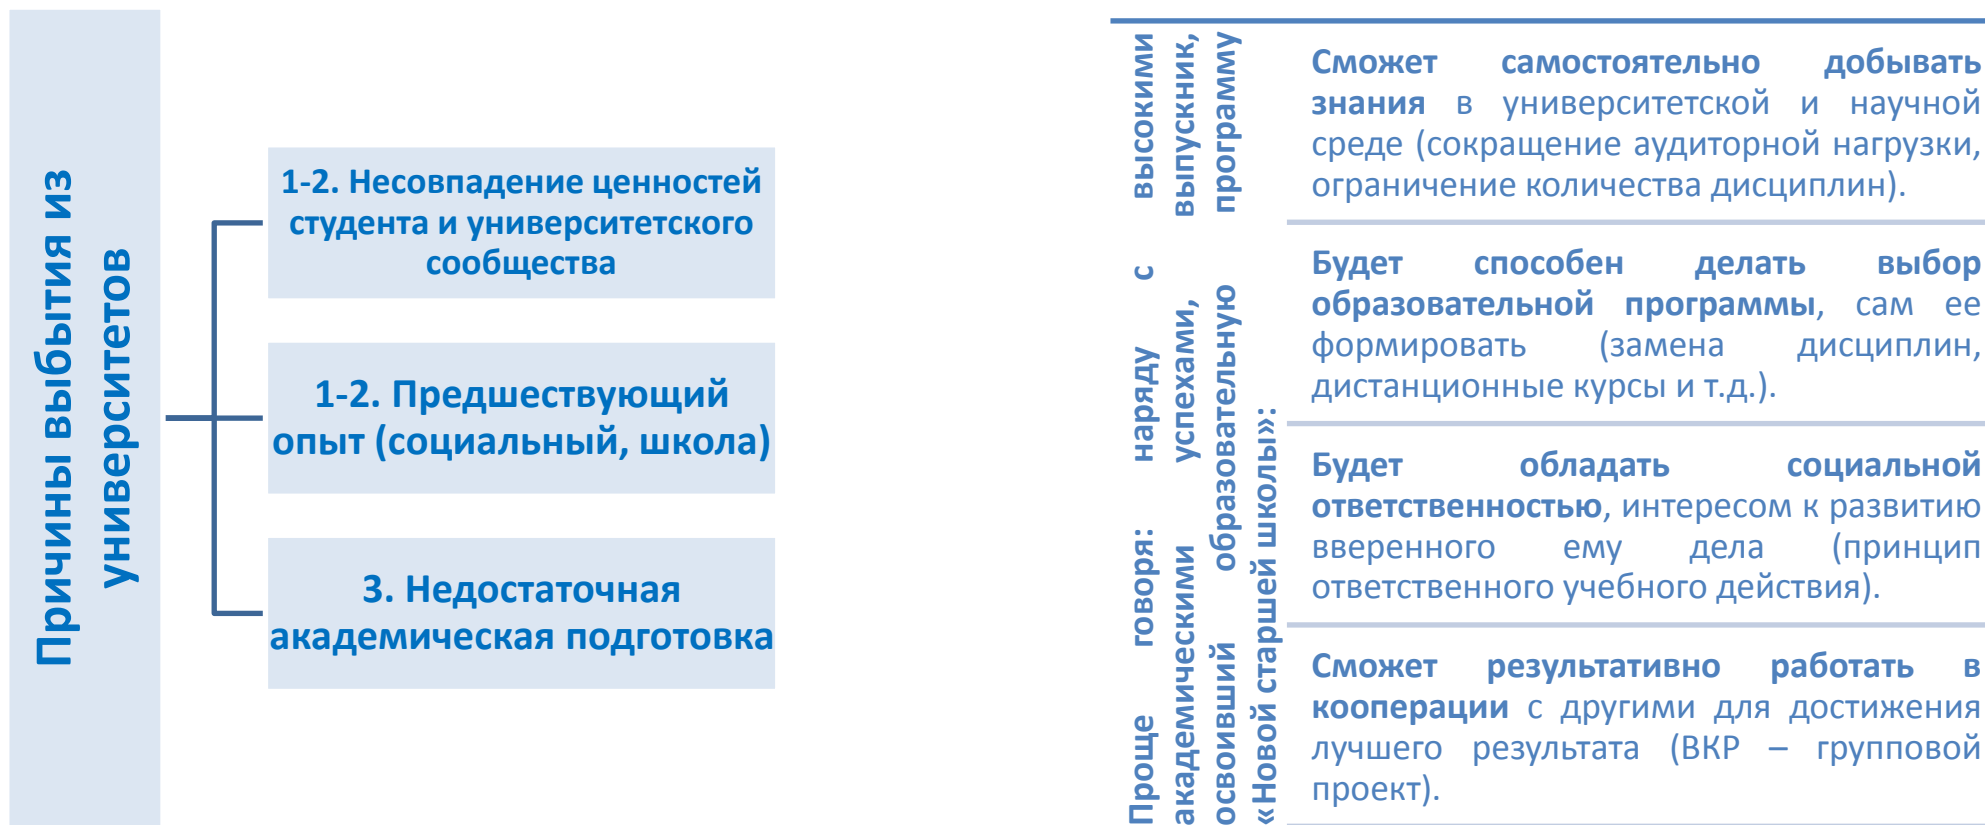 Причины выбытия из
университетов
1-2. Несовпадение ценностей
студента и университетского
сообщества
1-2. Предшествующий
опыт (социальный, школа)
3. Недостаточная
академическая подготовка
Проще говоря: наряду с высокими
академическими успехами, выпускник,
освоивший образовательную программу
«Новой старшей школы»:
Сможет самостоятельно добывать
знания в университетской и научной
среде (сокращение аудиторной нагрузки,
ограничение количества дисциплин).
Будет способен делать выбор
образовательной программы, сам ее
формировать (замена дисциплин,
дистанционные курсы и т.д.).
Будет обладать социальной
ответственностью, интересом к развитию
вверенного ему дела (принцип
ответственного учебного действия).
Сможет результативно работать в
кооперации с другими для достижения
лучшего результата (ВКР – групповой
проект).